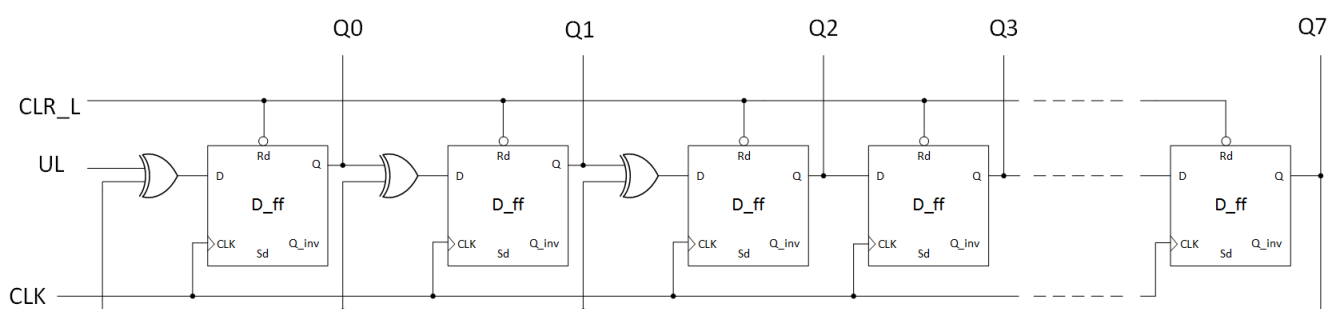 Q0 Q1 Q2 Q3 Q7
CLR_L
Rd Rd Rd Rd Rd
UL
D Q D Q D Q D Q D Q
D_ff D_ff D_ff D_ff D_ff
CLK Q_inv CLK Q_inv CLK Q_inv CLK Q_inv CLK Q_inv
Sd Sd Sd Sd Sd
CLK